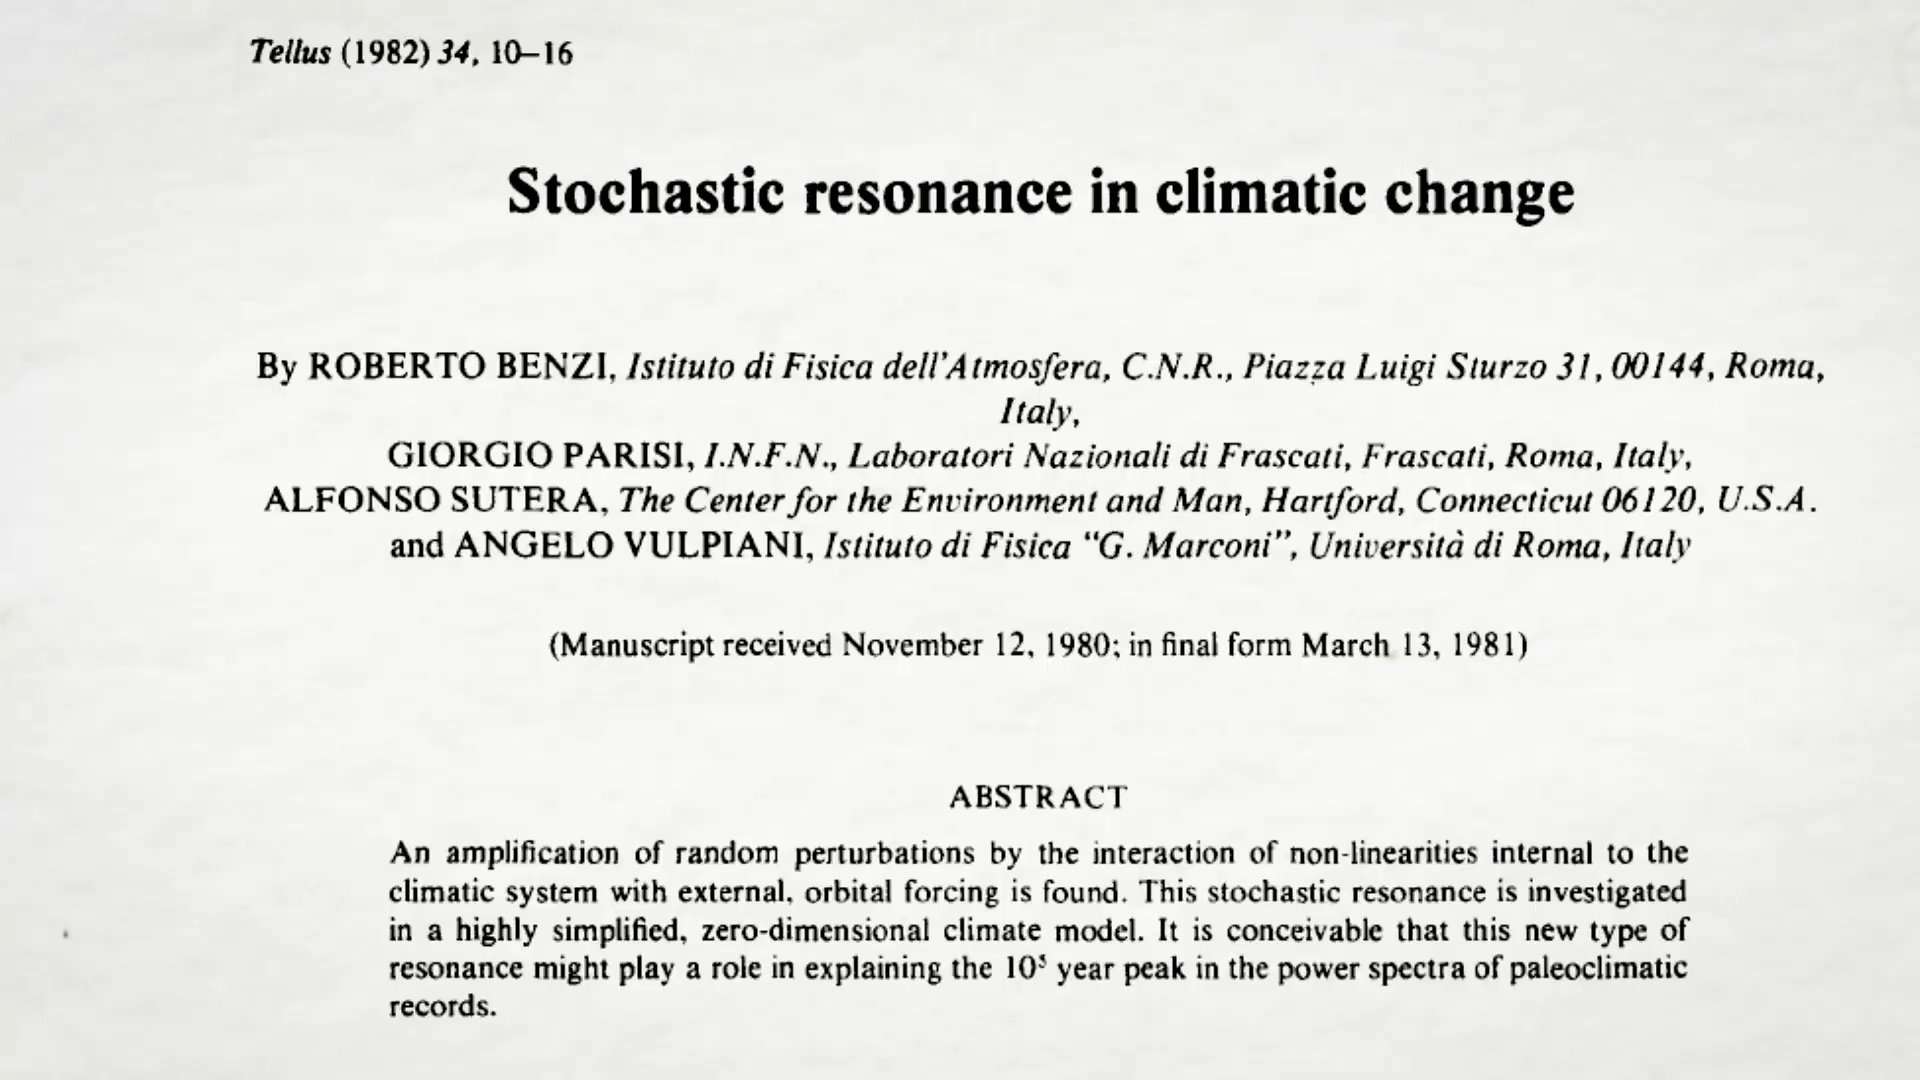 Tellus (1982) 34, 10–16
Stochastic resonance in climatic change
By ROBERTO BENZI, Istituto di Fisica dell'Atmosfera, C.N.R., Piazza Luigi Sturzo 31, 00144, Roma,
Italy,
GIORGIO PARISI, I.N.F.N., Laboratori Nazionali di Frascati, Frascati, Roma, Italy,
ALFONSO SUTERA, The Center for the Environment and Man, Hartford, Connecticut 06120, U.S.A.
and ANGELO VULPIANI, Istituto di Fisica “G. Marconi”, Università di Roma, Italy
(Manuscript received November 12, 1980; in final form March 13, 1981)
ABSTRACT
An amplification of random perturbations by the interaction of non-linearities internal to the
climatic system with external, orbital forcing is found. This stochastic resonance is investigated
in a highly simplified, zero-dimensional climate model. It is conceivable that this new type of
resonance might play a role in explaining the 10⁵ year peak in the power spectra of paleoclimatic
records.